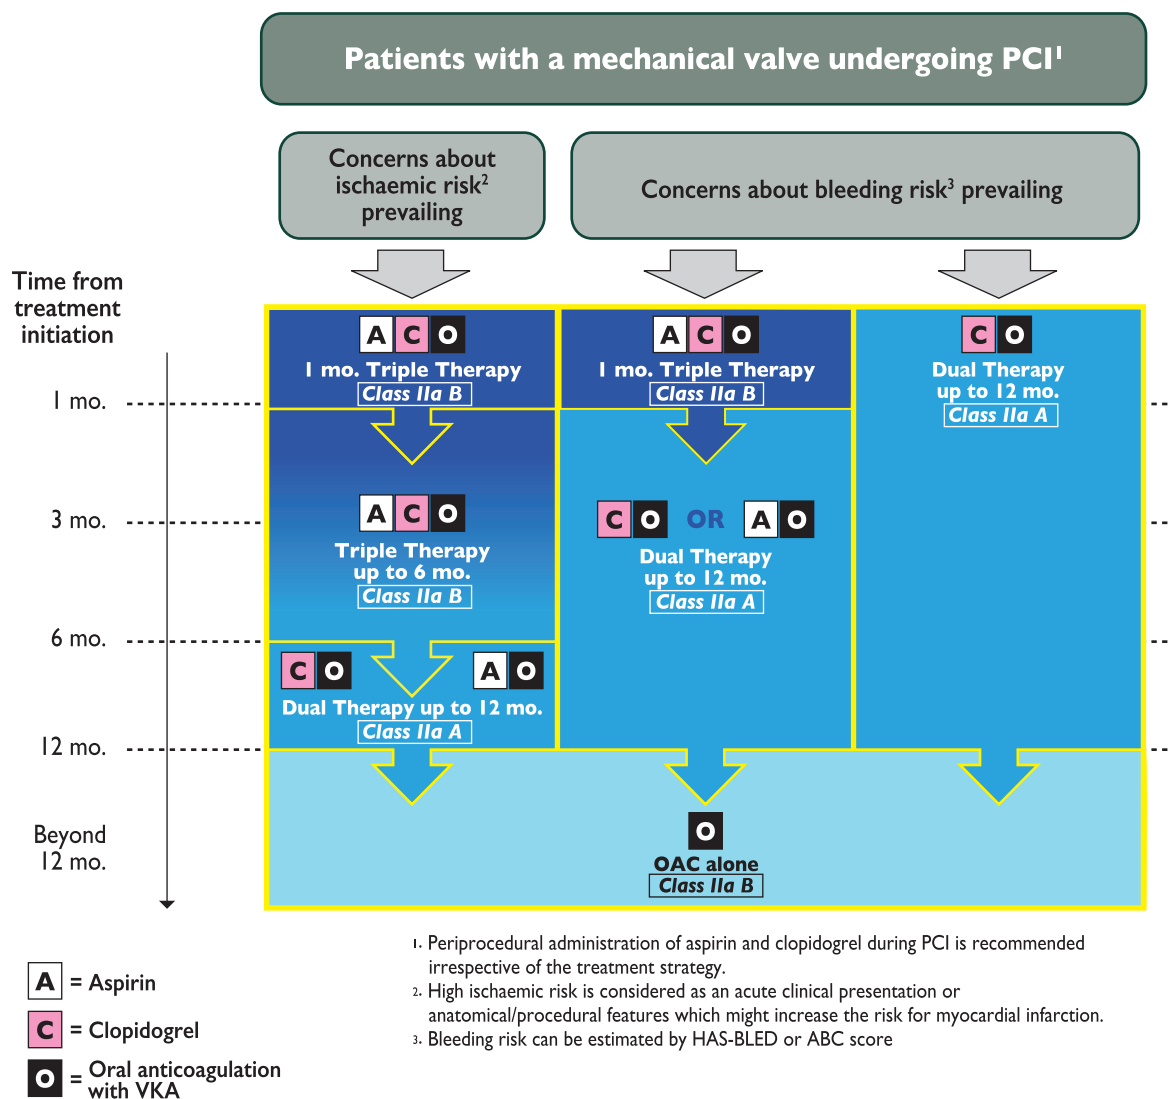 Patients with a mechanical valve undergoing PCI¹
Concerns about
ischaemic risk²
prevailing
Concerns about bleeding risk³ prevailing
Time from
treatment
initiation
A C O
1 mo. Triple Therapy
Class IIa B
A C O
1 mo. Triple Therapy
Class IIa B
C O
Dual Therapy
up to 12 mo.
Class IIa A
1 mo.
A C O
Triple Therapy
up to 6 mo.
Class IIa B
3 mo.
C O OR A O
Dual Therapy
up to 12 mo.
Class IIa A
6 mo.
C O
A O
Dual Therapy up to 12 mo.
Class IIa A
12 mo.
Beyond
12 mo.
O
OAC alone
Class IIa B
1. Periprocedural administration of aspirin and clopidogrel during PCI is recommended
irrespective of the treatment strategy.
2. High ischaemic risk is considered as an acute clinical presentation or
anatomical/procedural features which might increase the risk for myocardial infarction.
3. Bleeding risk can be estimated by HAS-BLED or ABC score
A = Aspirin
C = Clopidogrel
O = Oral anticoagulation
with VKA